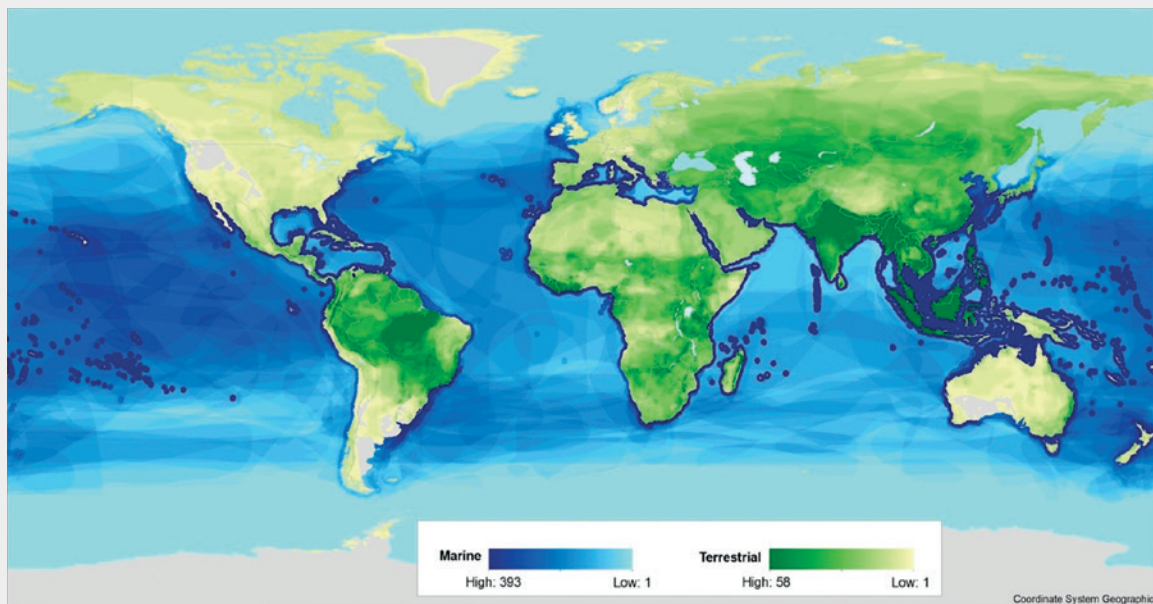 Marine
High: 393
Low: 1
Terrestrial
High: 58
Low: 1
Coordinate System Geographic